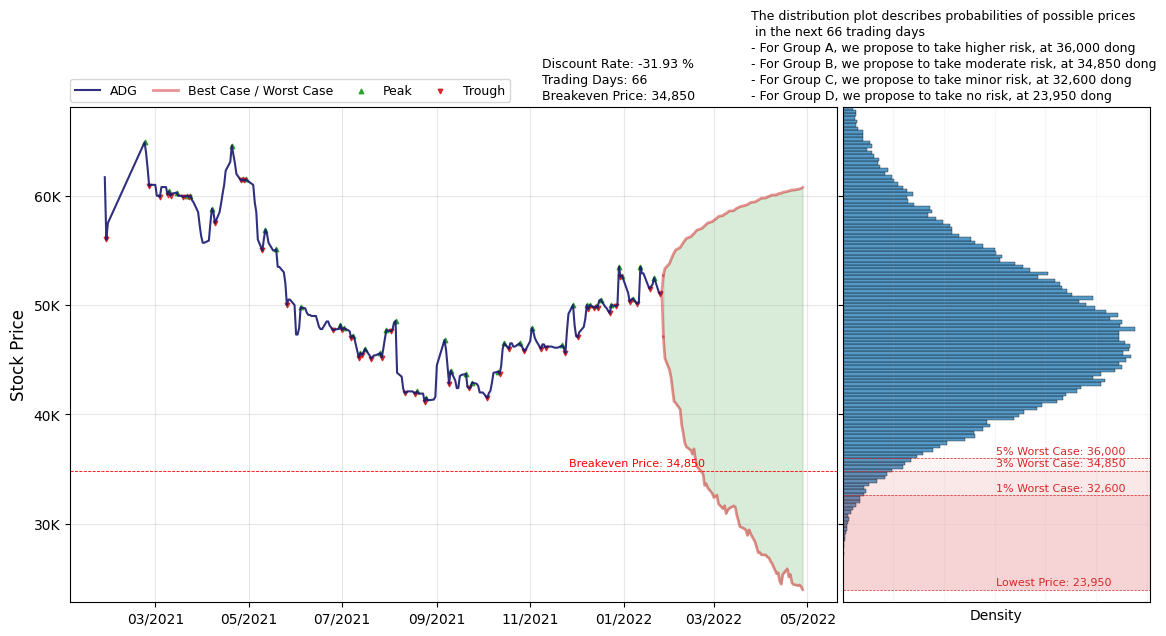 The distribution plot describes probabilities of possible prices
in the next 66 trading days
- For Group A, we propose to take higher risk, at 36,000 dong
- For Group B, we propose to take moderate risk, at 34,850 dong
- For Group C, we propose to take minor risk, at 32,600 dong
- For Group D, we propose to take no risk, at 23,950 dong
Discount Rate: -31.93 %
Trading Days: 66
Breakeven Price: 34,850
ADG Best Case / Worst Case Peak Trough
Stock Price
60K
50K
40K
30K
Breakeven Price: 34,850
5% Worst Case: 36,000
3% Worst Case: 34,850
1% Worst Case: 32,600
Lowest Price: 23,950
03/2021 05/2021 07/2021 09/2021 11/2021 01/2022 03/2022 05/2022
Density